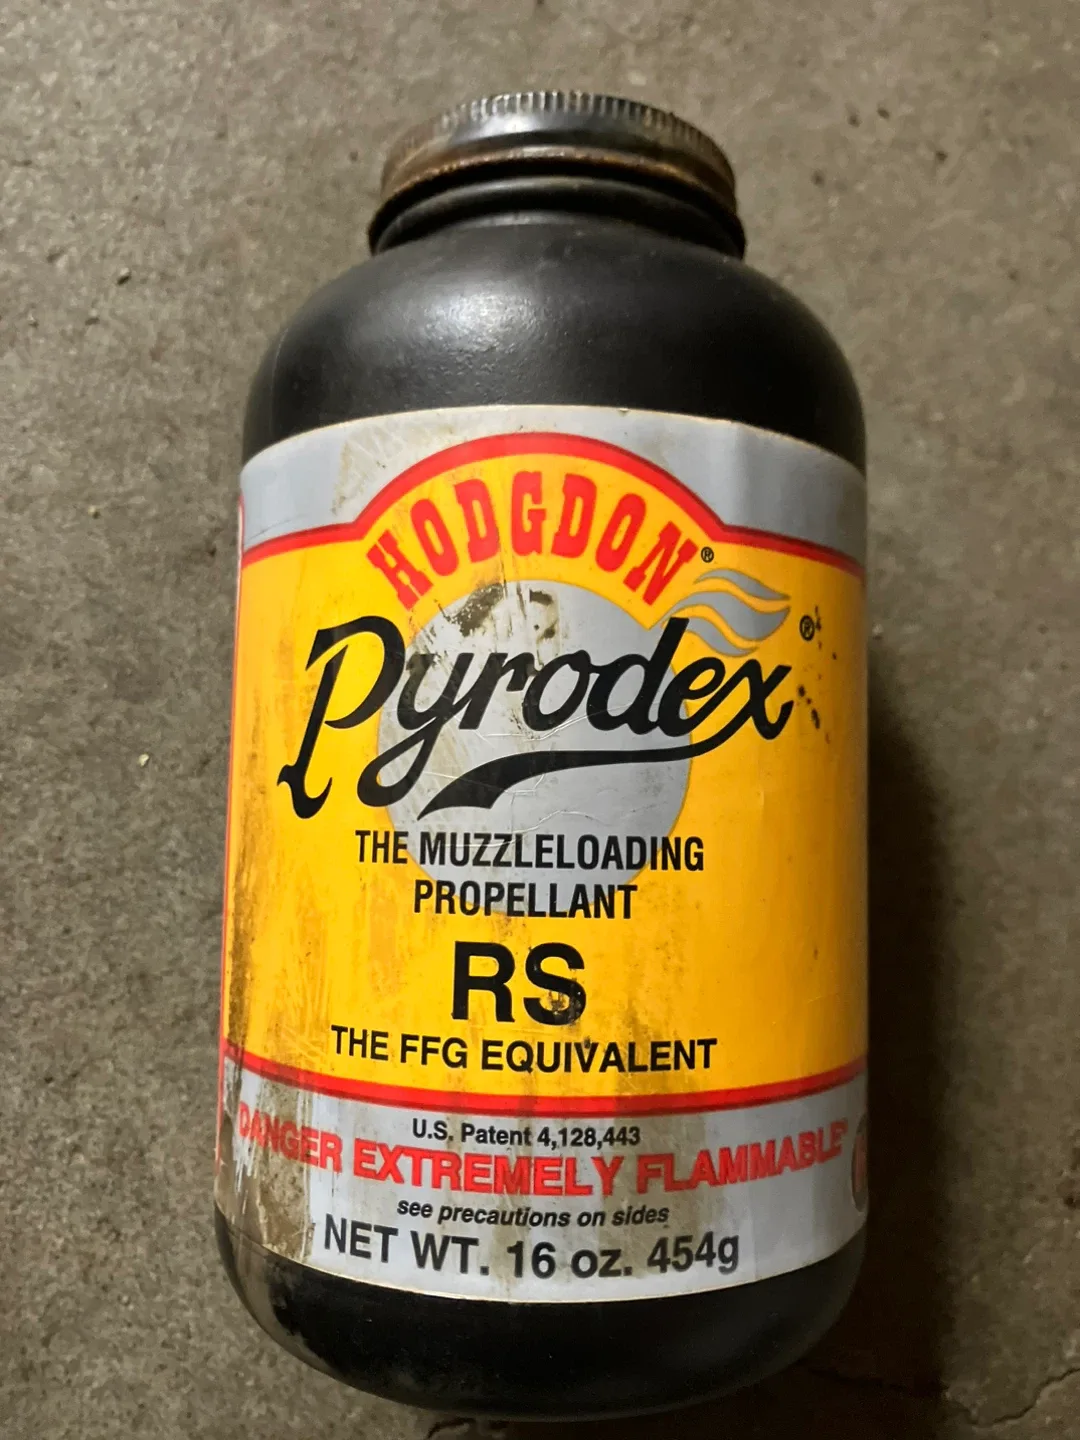 HODGDON®
Pyrodex®
THE MUZZLELOADING
PROPELLANT
RS
THE FFG EQUIVALENT
U.S. Patent 4,128,443
DANGER EXTREMELY FLAMMABLE
see precautions on sides
NET WT. 16 oz. 454g